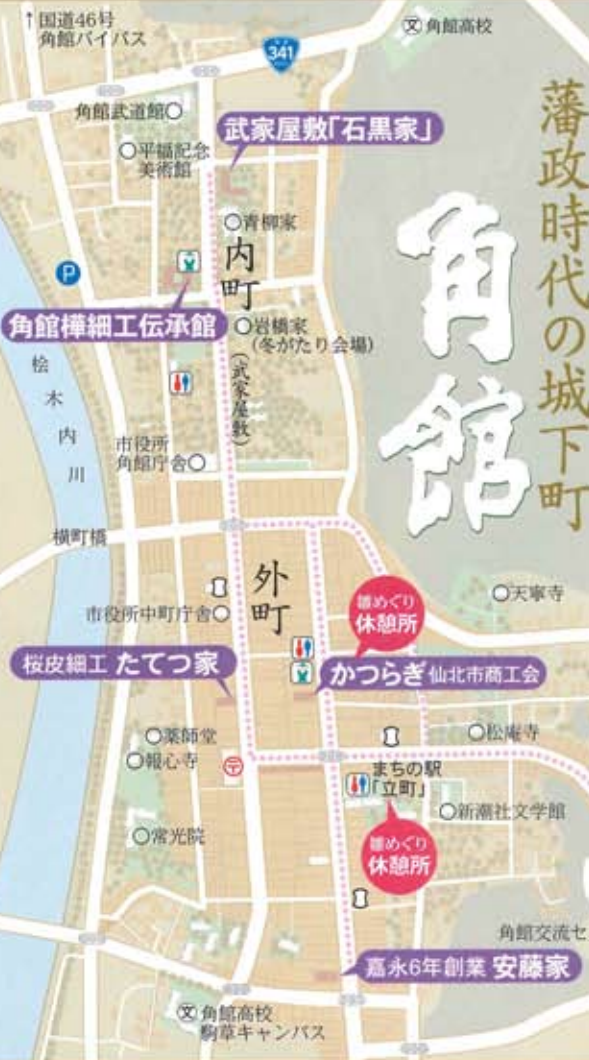 ↑国道46号
角館バイパス
341
文 角館高校
藩政時代の城下町
角館
角館武道館
平福記念
美術館
武家屋敷「石黒家」
青柳家
内町
P
角館樺細工伝承館
岩橋家
(冬がたり会場)
(武家屋敷)
桧木内川
市役所
角館庁舎
横町橋
外町
市役所中町庁舎
雛めぐり
休憩所
天寧寺
桜皮細工 たてつ家
かつらぎ 仙北市商工会
薬師堂
報心寺
〒
松庵寺
まちの駅
「立町」
新潮社文学館
常光院
雛めぐり
休憩所
角館交流セ
嘉永6年創業 安藤家
文 角館高校
駒草キャンパス